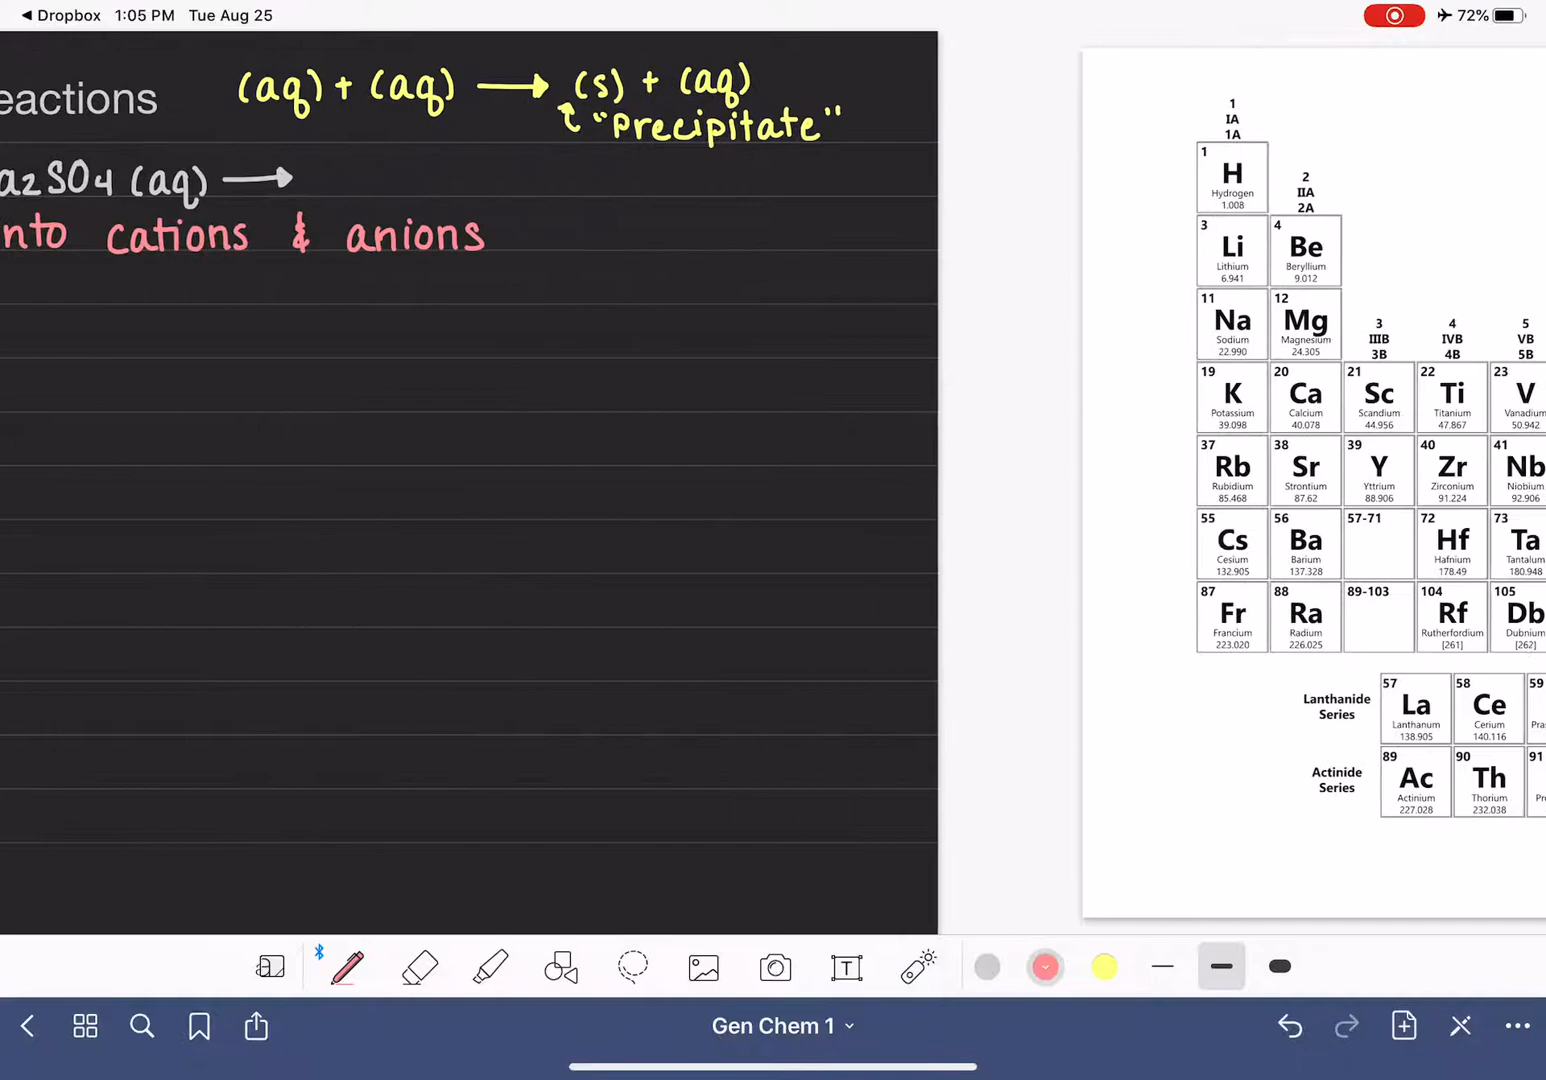 Dropbox 1:05 PM Tue Aug 25 72%
eactions (aq) + (aq) → (s) + (aq)
"Precipitate"
a2SO4 (aq) →
nto cations & anions
1
IA
1A
2
IIA
2A
3 4 5
IIIB IVB VB
3B 4B 5B
1
H
Hydrogen
1.008
3 4
Li Be
Lithium Beryllium
6.941 9.012
11 12
Na Mg
Sodium Magnesium
22.990 24.305
19 20 21 22 23
K Ca Sc Ti V
Potassium Calcium Scandium Titanium Vanadium
39.098 40.078 44.956 47.867 50.942
37 38 39 40 41
Rb Sr Y Zr Nb
Rubidium Strontium Yttrium Zirconium Niobium
85.468 87.62 88.906 91.224 92.906
55 56 57-71 72 73
Cs Ba Hf Ta
Cesium Barium Hafnium Tantalum
132.905 137.328 178.49 180.948
87 88 89-103 104 105
Fr Ra Rf Db
Francium Radium Rutherfordium Dubnium
223.020 226.025 [261] [262]
Lanthanide
Series
57 58 59
La Ce
Lanthanum Cerium Pra
138.905 140.116
Actinide
Series
89 90 91
Ac Th
Actinium Thorium
227.028 232.038
T
Gen Chem 1